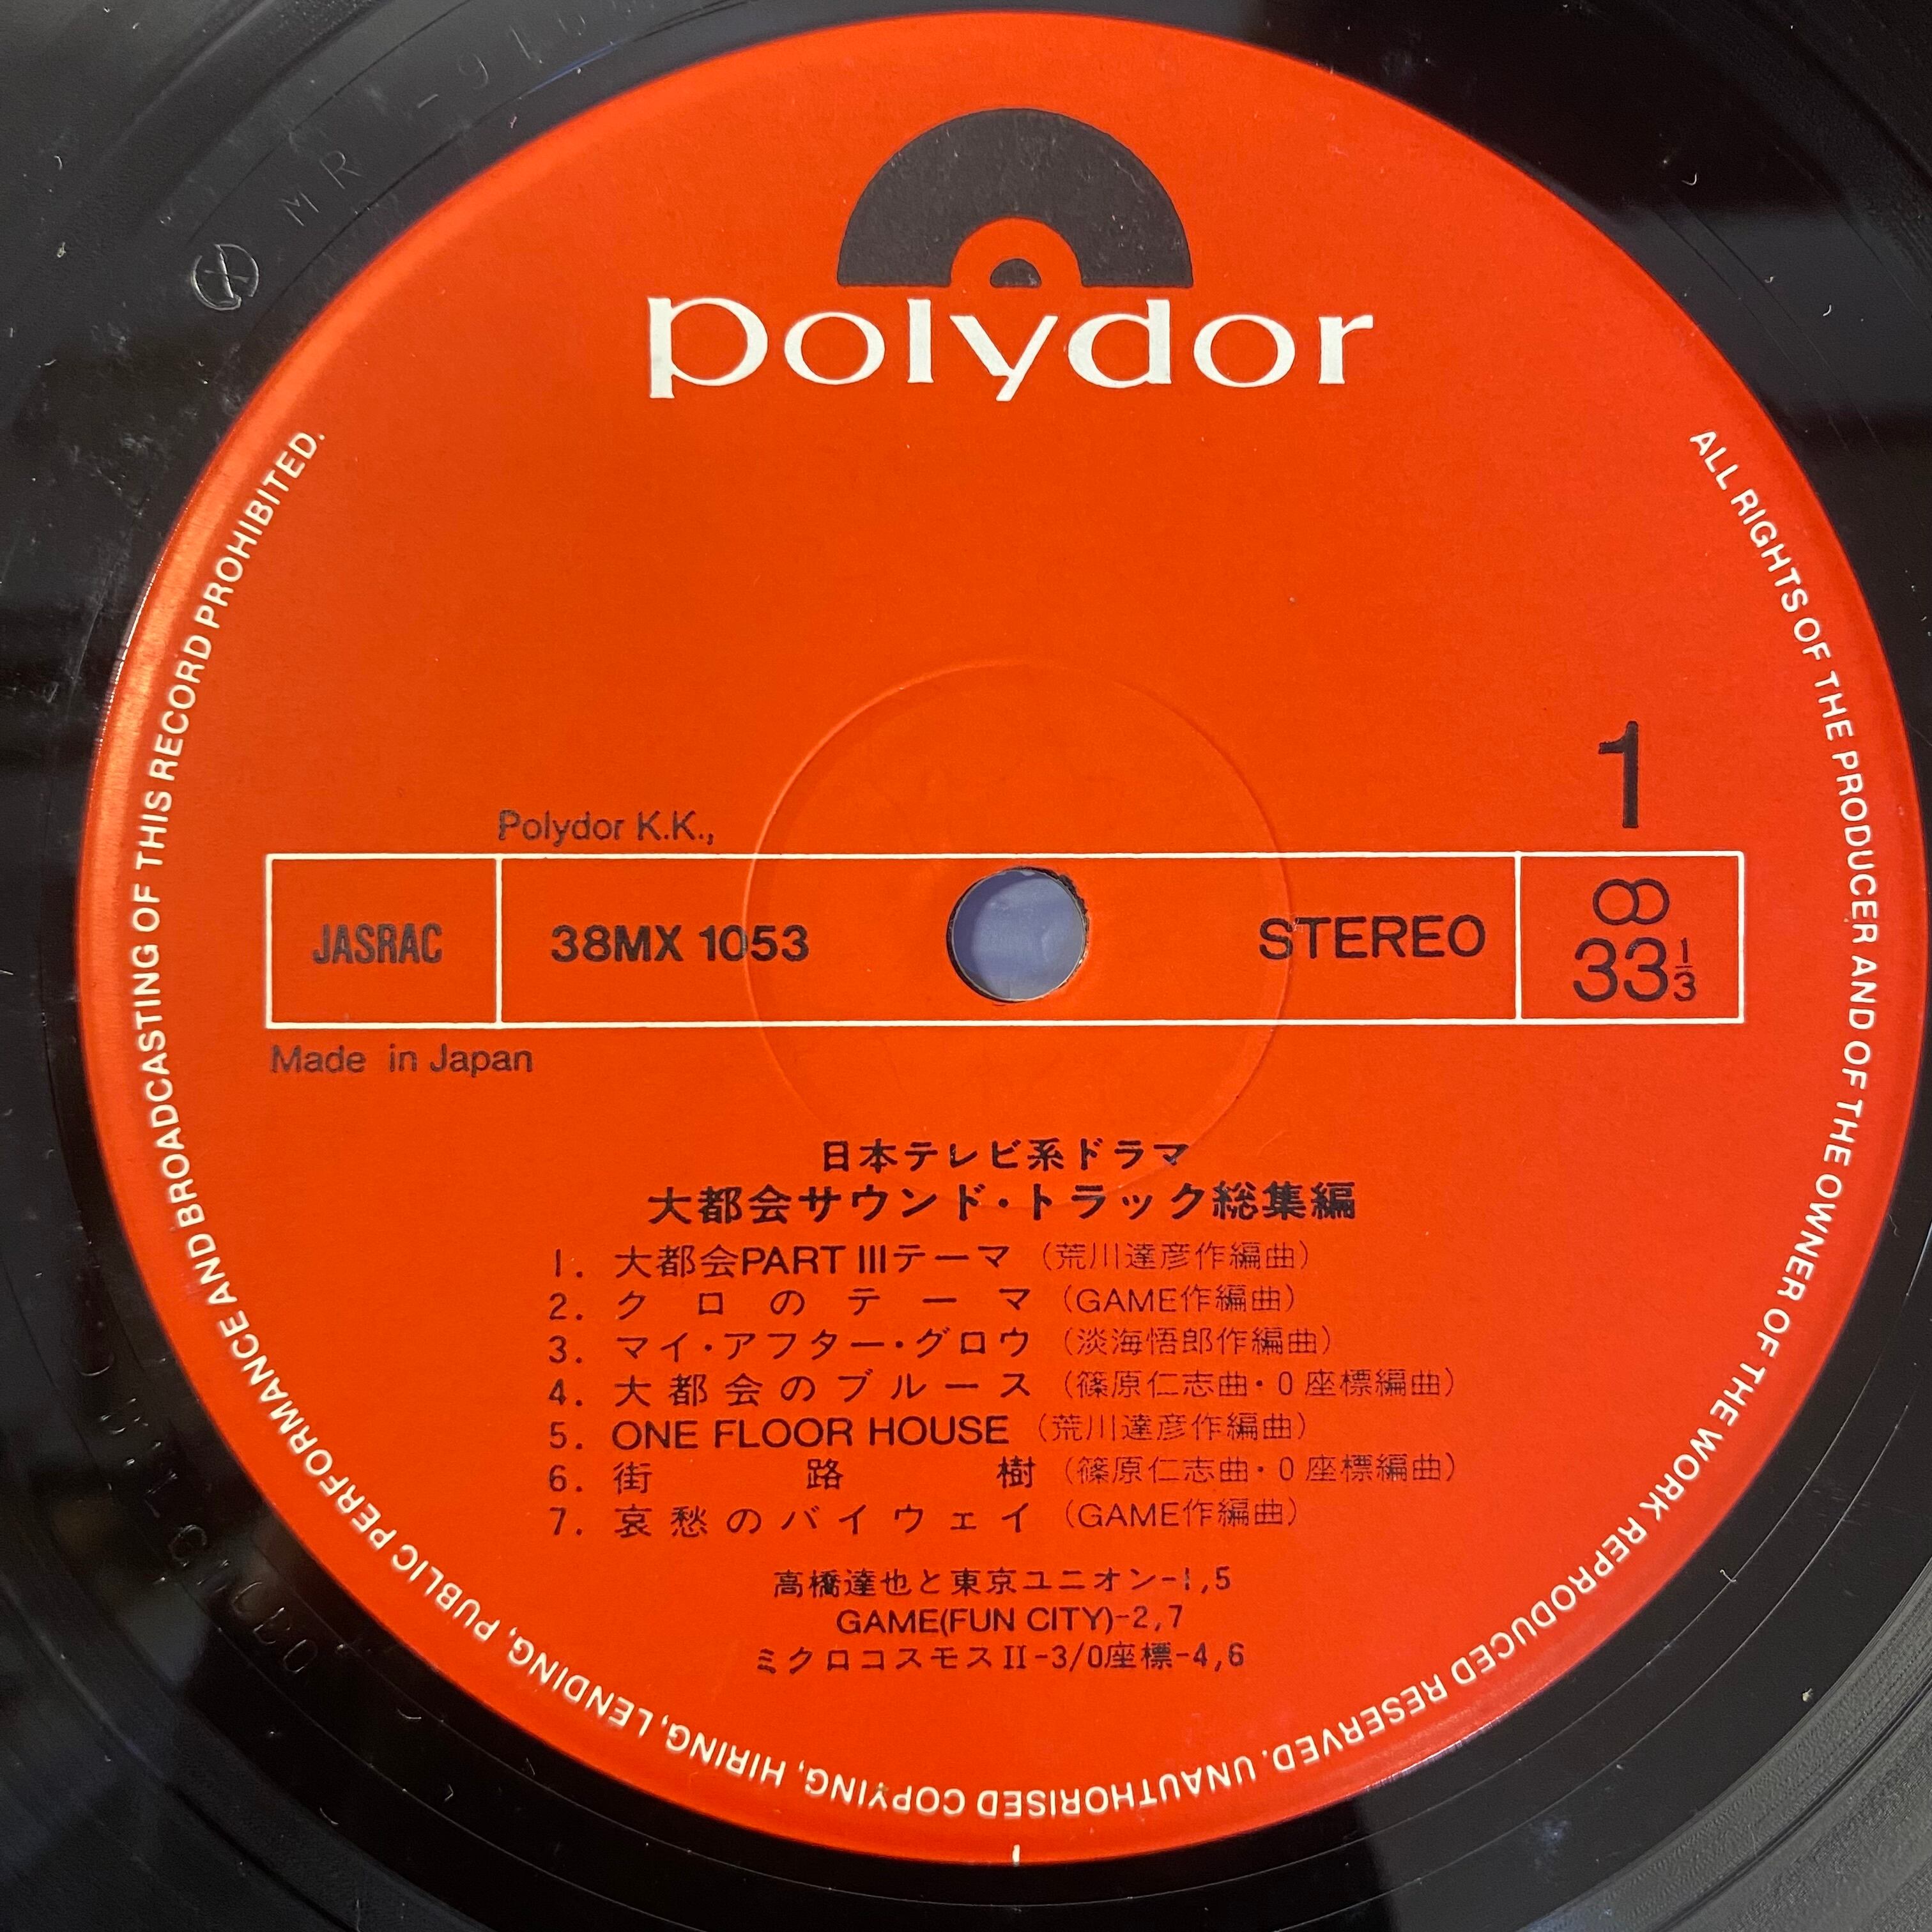 polydor
1
Polydor K.K.,
JASRAC
38MX 1053
STEREO
33 1/3
Made in Japan
日本テレビ系ドラマ
大都会サウンド・トラック総集編
1. 大都会PART IIIテーマ (荒川達彦作編曲)
2. クロのテーマ (GAME作編曲)
3. マイ・アフター・グロウ (淡海悟郎作編曲)
4. 大都会のブルース (篠原仁志曲・0座標編曲)
5. ONE FLOOR HOUSE (荒川達彦作編曲)
6. 街路樹 (篠原仁志曲・0座標編曲)
7. 哀愁のバイウェイ (GAME作編曲)
高橋達也と東京ユニオン-1,5
GAME(FUN CITY)-2,7
ミクロコスモスII-3/0座標-4,6
ALL RIGHTS OF THE PRODUCER AND OF THE OWNER OF THE WORK REPRODUCED RESERVED. UNAUTHORISED COPYING, HIRING, LENDING, PUBLIC PERFORMANCE AND BROADCASTING OF THIS RECORD PROHIBITED.